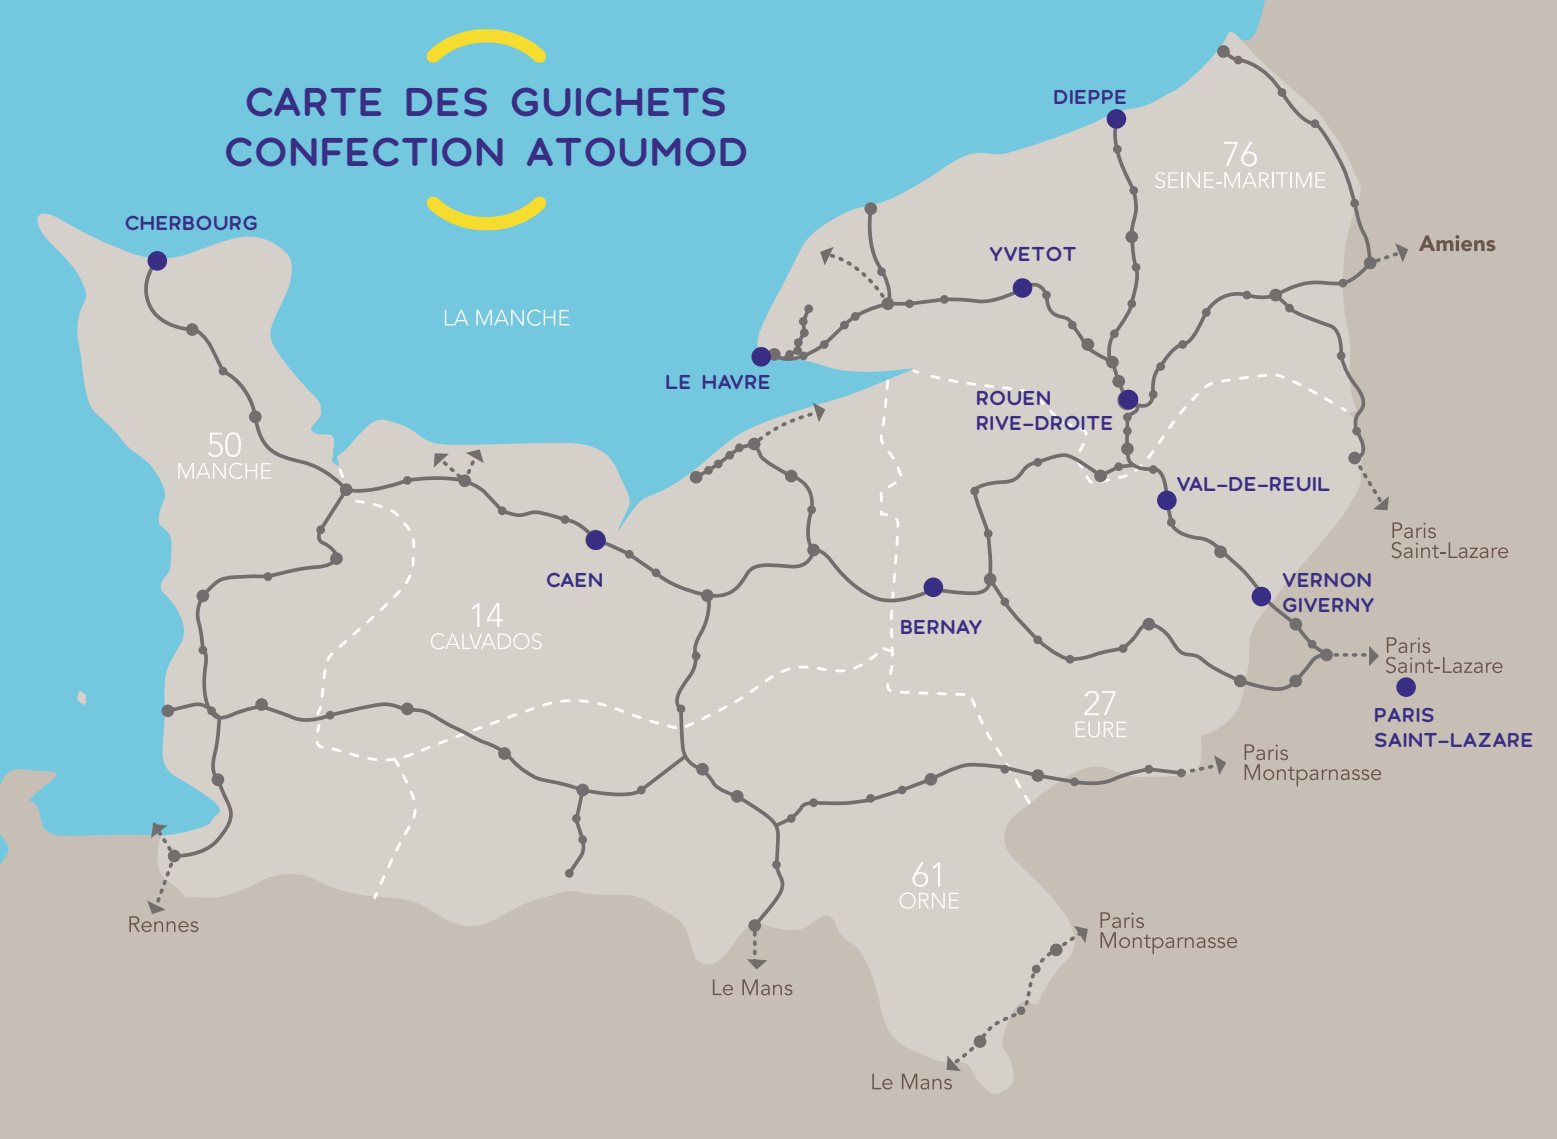 CARTE DES GUICHETS
CONFECTION ATOUMOD
DIEPPE
76
SEINE-MARITIME
CHERBOURG
Amiens
YVETOT
LA MANCHE
LE HAVRE
ROUEN
RIVE-DROITE
50
MANCHE
VAL-DE-REUIL
Paris
Saint-Lazare
CAEN
VERNON
GIVERNY
14
CALVADOS
BERNAY
Paris
Saint-Lazare
27
EURE
PARIS
SAINT-LAZARE
Paris
Montparnasse
61
ORNE
Rennes
Paris
Montparnasse
Le Mans
Le Mans